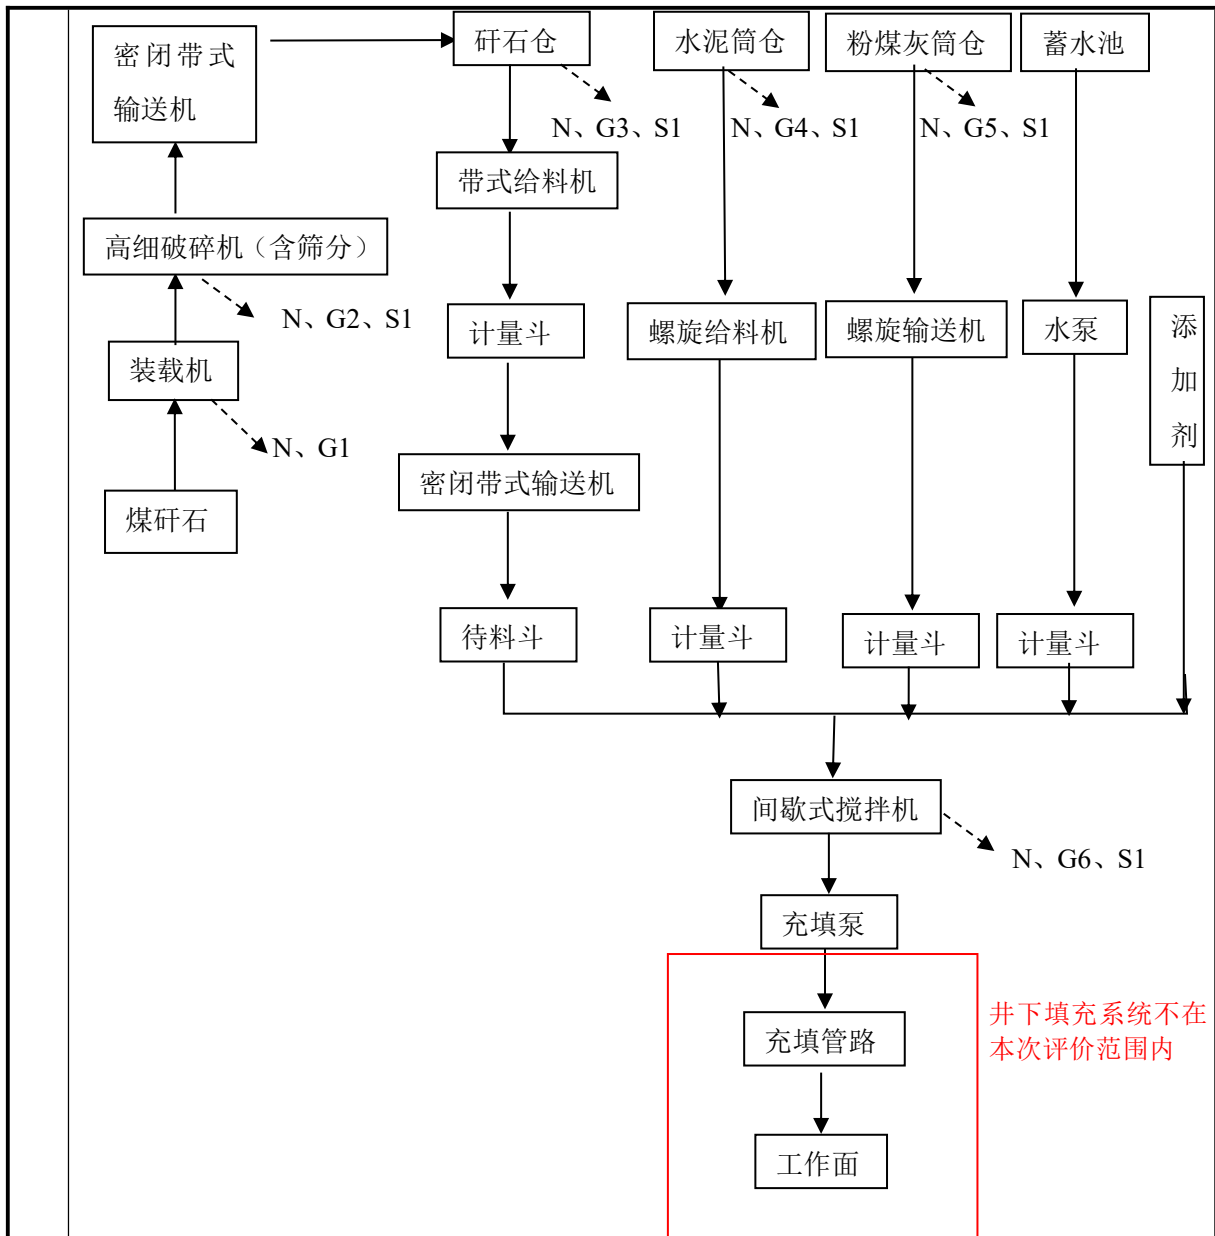 密闭带式
输送机
矸石仓
水泥筒仓
粉煤灰筒仓
蓄水池
N、G3、S1
N、G4、S1
N、G5、S1
带式给料机
高细破碎机（含筛分）
N、G2、S1
计量斗
螺旋给料机
螺旋输送机
水泵
添
加
剂
装载机
N、G1
密闭带式输送机
煤矸石
待料斗
计量斗
计量斗
计量斗
间歇式搅拌机
N、G6、S1
充填泵
井下填充系统不在
本次评价范围内
充填管路
工作面